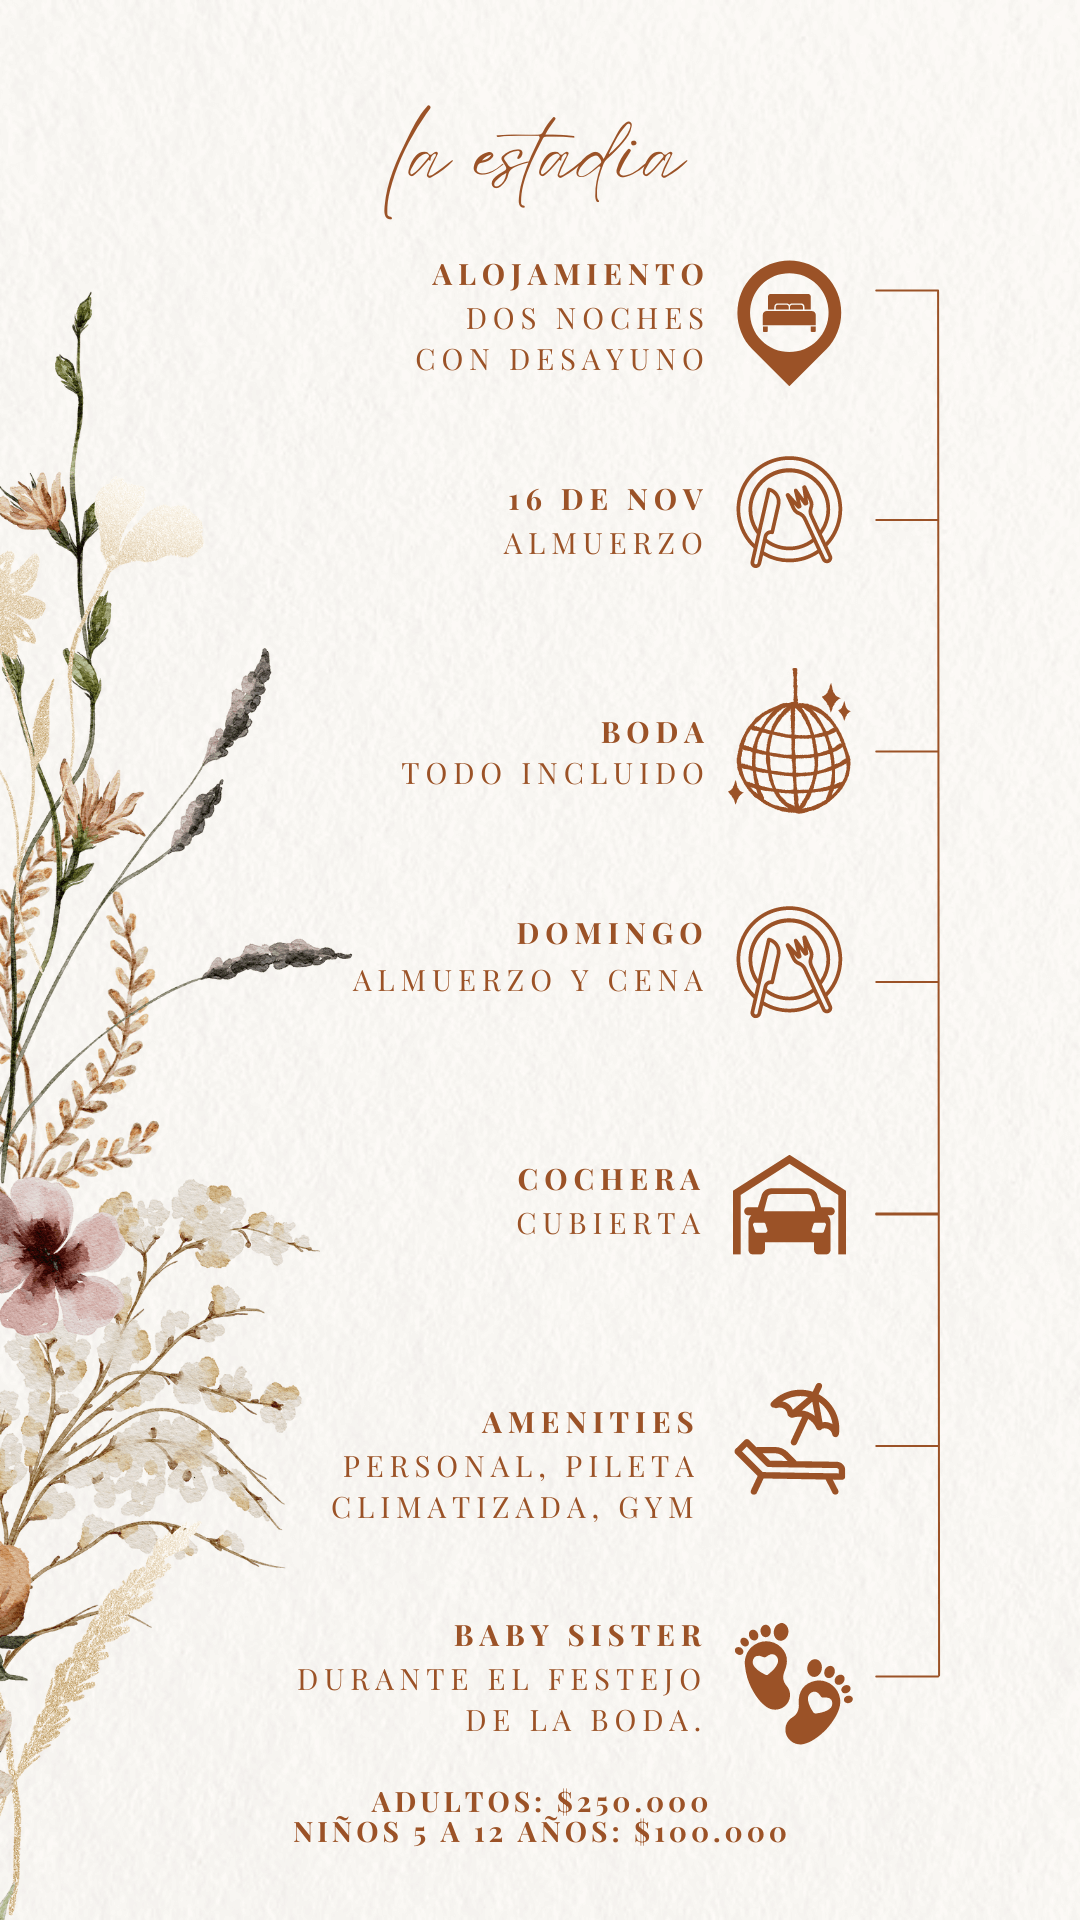 la estadia
ALOJAMIENTO
DOS NOCHES
CON DESAYUNO
16 DE NOV
ALMUERZO
BODA
TODO INCLUIDO
DOMINGO
ALMUERZO Y CENA
COCHERA
CUBIERTA
AMENITIES
PERSONAL, PILETA
CLIMATIZADA, GYM
BABY SISTER
DURANTE EL FESTEJO
DE LA BODA.
ADULTOS: $250.000
NIÑOS 5 A 12 AÑOS: $100.000